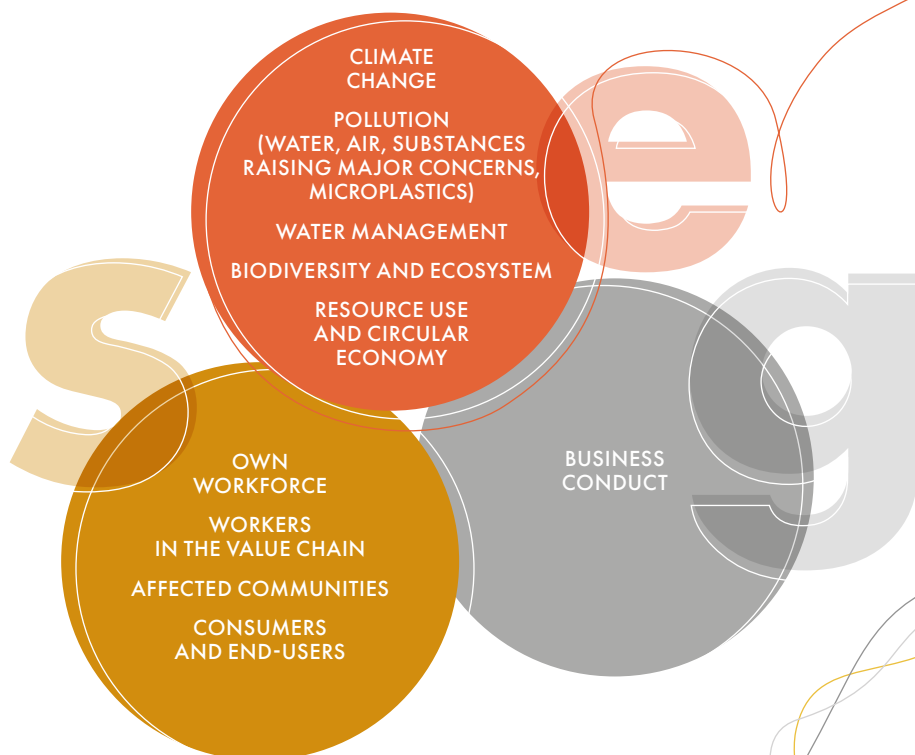 e
CLIMATE
CHANGE
POLLUTION
(WATER, AIR, SUBSTANCES
RAISING MAJOR CONCERNS,
MICROPLASTICS)
WATER MANAGEMENT
BIODIVERSITY AND ECOSYSTEM
RESOURCE USE
AND CIRCULAR
ECONOMY
s
OWN
WORKFORCE
WORKERS
IN THE VALUE CHAIN
AFFECTED COMMUNITIES
CONSUMERS
AND END-USERS
g
BUSINESS
CONDUCT